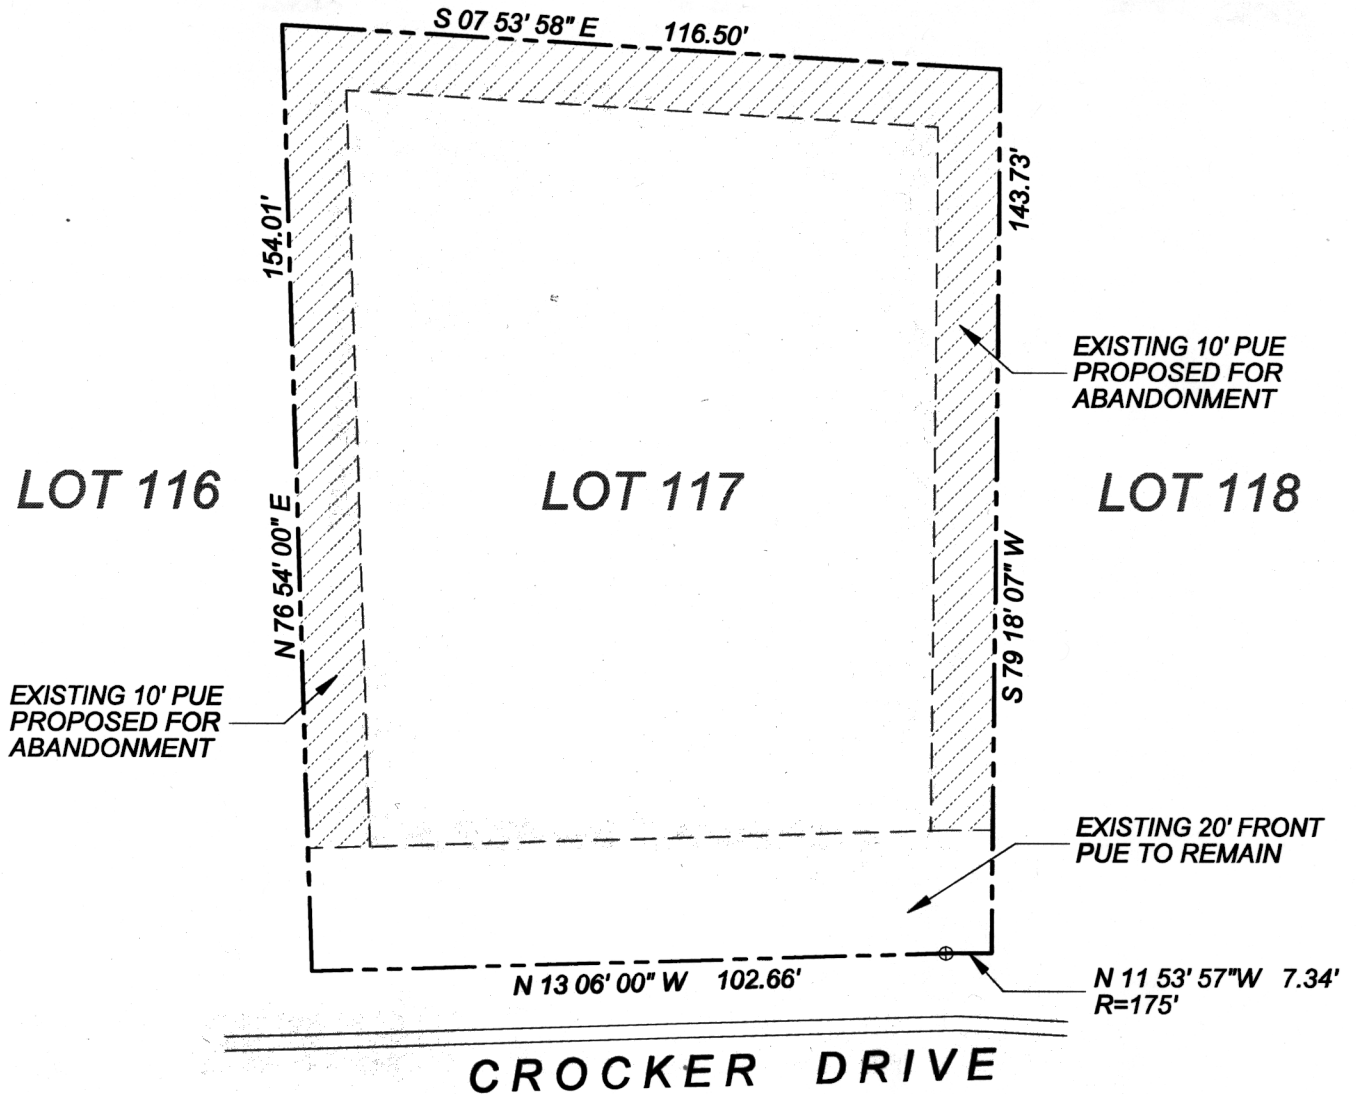 S 07 53' 58" E 116.50'
154.01'
143.73'
EXISTING 10' PUE
PROPOSED FOR
ABANDONMENT
LOT 116
LOT 117
LOT 118
N 76 54' 00" E
S 79 18' 07" W
EXISTING 10' PUE
PROPOSED FOR
ABANDONMENT
EXISTING 20' FRONT
PUE TO REMAIN
N 13 06' 00" W 102.66'
N 11 53' 57"W 7.34'
R=175'
CROCKER DRIVE